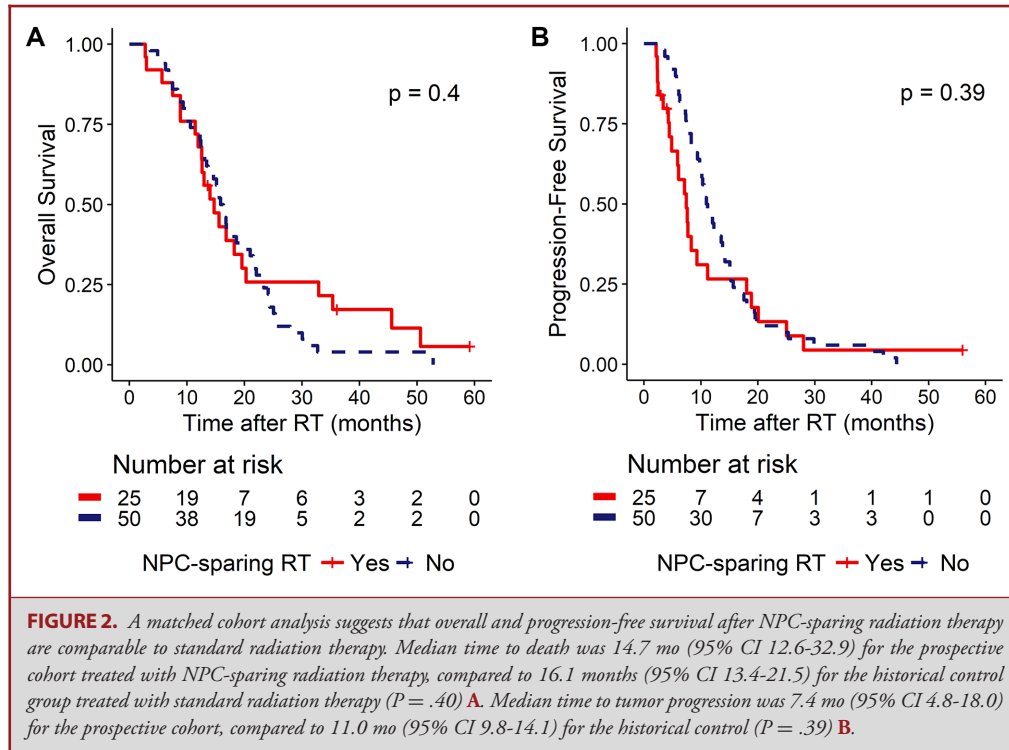 A
1.00
0.75
0.50
0.25
0.00
Overall Survival
p = 0.4
0 10 20 30 40 50 60
Time after RT (months)
Number at risk
25 19 7 6 3 2 0
50 38 19 5 2 2 0
B
1.00
0.75
0.50
0.25
0.00
Progression-Free Survival
p = 0.39
0 10 20 30 40 50 60
Time after RT (months)
Number at risk
25 7 4 1 1 1 0
50 30 7 3 3 0 0
NPC-sparing RT Yes No
NPC-sparing RT Yes No
FIGURE 2. A matched cohort analysis suggests that overall and progression-free survival after NPC-sparing radiation therapy
are comparable to standard radiation therapy. Median time to death was 14.7 mo (95% CI 12.6-32.9) for the prospective
cohort treated with NPC-sparing radiation therapy, compared to 16.1 months (95% CI 13.4-21.5) for the historical control
group treated with standard radiation therapy (P = .40) A. Median time to tumor progression was 7.4 mo (95% CI 4.8-18.0)
for the prospective cohort, compared to 11.0 mo (95% CI 9.8-14.1) for the historical control (P = .39) B.